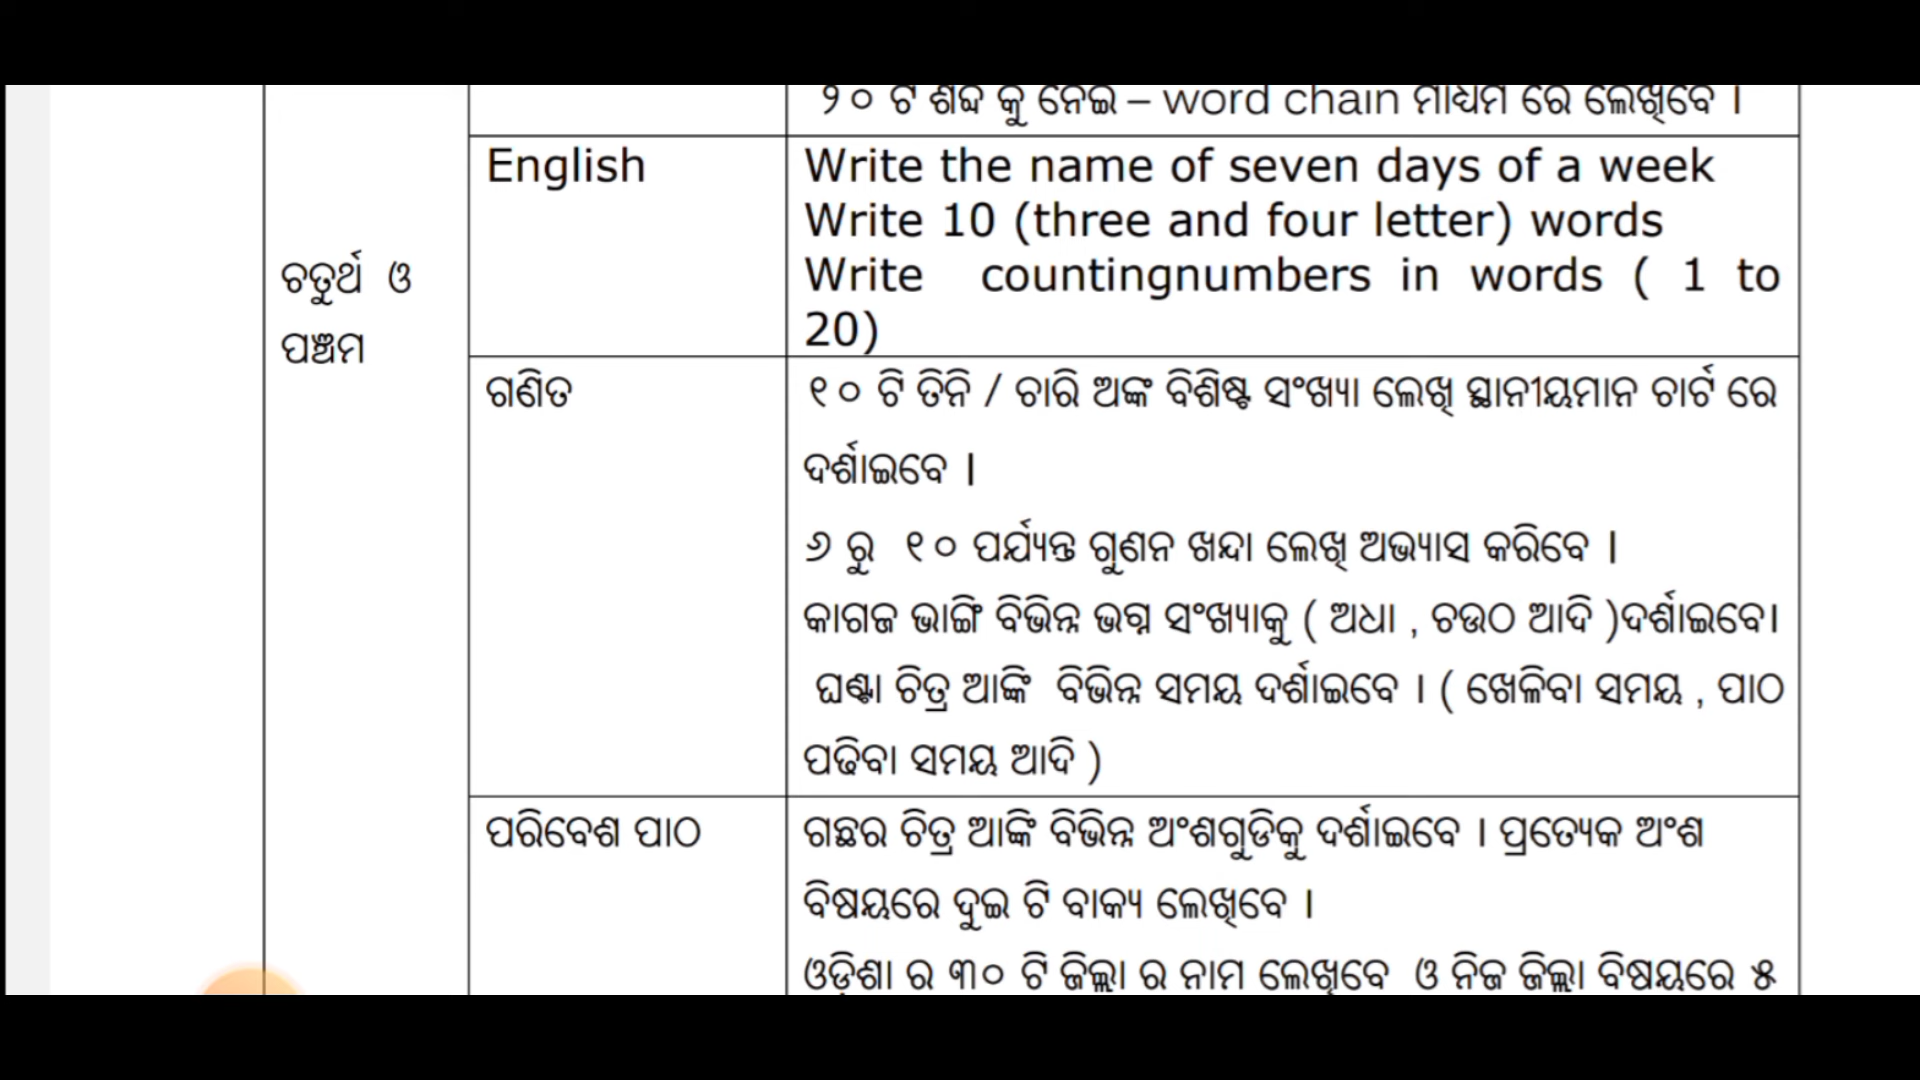 ୨୦ ଟି ଶବ୍ଦ କୁ ନେଇ – word chain ମାଧ୍ୟମ ରେ ଲେଖିବେ ।
English
Write the name of seven days of a week
Write 10 (three and four letter) words
Write countingnumbers in words ( 1 to
20)
ଚତୁର୍ଥ ଓ
ପଞ୍ଚମ
ଗଣିତ
୧୦ ଟି ତିନି / ଚାରି ଅଙ୍କ ବିଶିଷ୍ଟ ସଂଖ୍ୟା ଲେଖି ସ୍ଥାନୀୟମାନ ଚାର୍ଟ ରେ
ଦର୍ଶାଇବେ |
୬ ରୁ ୧୦ ପର୍ଯ୍ୟନ୍ତ ଗୁଣନ ଖନ୍ଦା ଲେଖି ଅଭ୍ୟାସ କରିବେ |
କାଗଜ ଭାଙ୍ଗି ବିଭିନ୍ନ ଭଗ୍ନ ସଂଖ୍ୟାକୁ ( ଅଧା , ଚଉଠ ଆଦି )ଦର୍ଶାଇବେ।
ଘଣ୍ଟା ଚିତ୍ର ଆଙ୍କି ବିଭିନ୍ନ ସମୟ ଦର୍ଶାଇବେ । ( ଖେଳିବା ସମୟ , ପାଠ
ପଢିବା ସମୟ ଆଦି )
ପରିବେଶ ପାଠ
ଗଛର ଚିତ୍ର ଆଙ୍କି ବିଭିନ୍ନ ଅଂଶଗୁଡିକୁ ଦର୍ଶାଇବେ । ପ୍ରତ୍ୟେକ ଅଂଶ
ବିଷୟରେ ଦୁଇ ଟି ବାକ୍ୟ ଲେଖିବେ ।
ଓଡ଼ିଶା ର ୩୦ ଟି ଜିଲ୍ଲା ର ନାମ ଲେଖିବେ ଓ ନିଜ ଜିଲ୍ଲା ବିଷୟରେ ୫